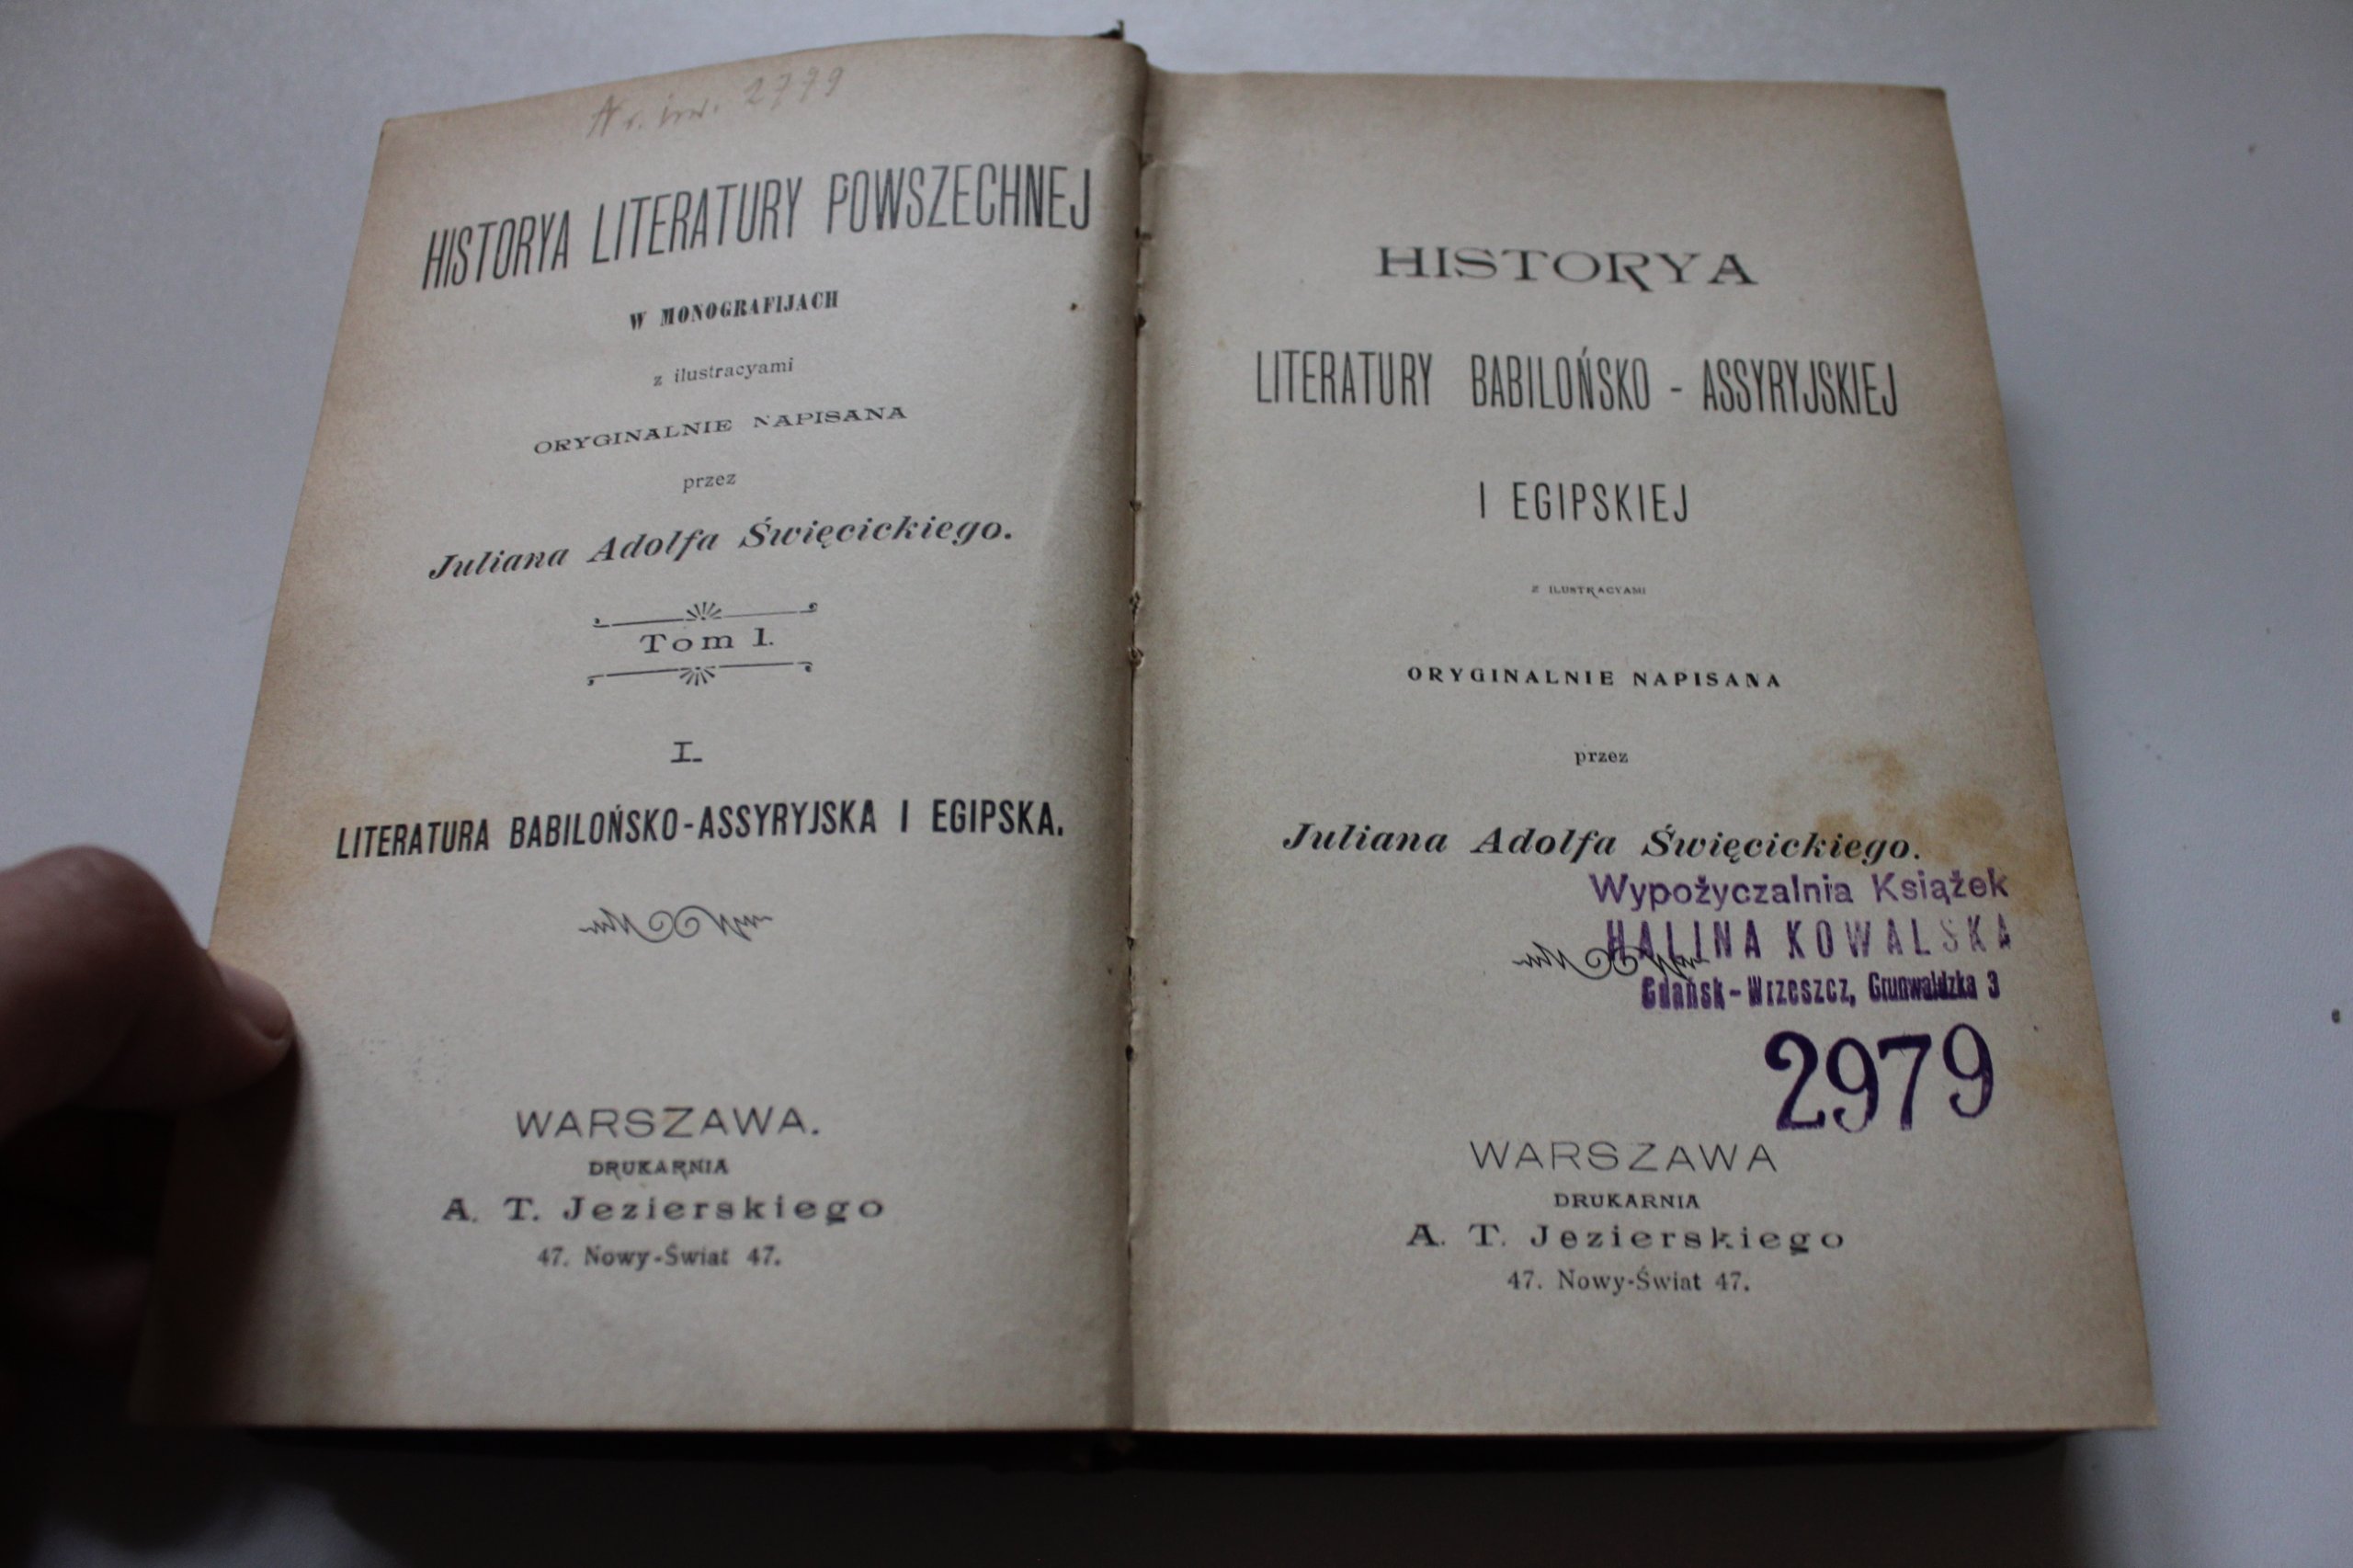 Nr. inw. 2779
HISTORYA LITERATURY POWSZECHNEJ
W MONOGRAFIJACH
z ilustracyami
ORYGINALNIE NAPISANA
przez
Juliana Adolfa Święcickiego.
Tom I.
I.
LITERATURA BABILOŃSKO-ASSYRYJSKA I EGIPSKA.
WARSZAWA.
DRUKARNIA
A. T. Jezierskiego
47. Nowy-Świat 47.
HISTORYA
LITERATURY BABILOŃSKO - ASSYRYJSKIEJ
I EGIPSKIEJ
Z ILUSTRACYAMI
ORYGINALNIE NAPISANA
przez
Juliana Adolfa Święcickiego.
Wypożyczalnia Książek
HALINA KOWALSKA
Gdańsk-Wrzeszcz, Grunwaldzka 3
2979
WARSZAWA
DRUKARNIA
A. T. Jezierskiego
47. Nowy-Świat 47.